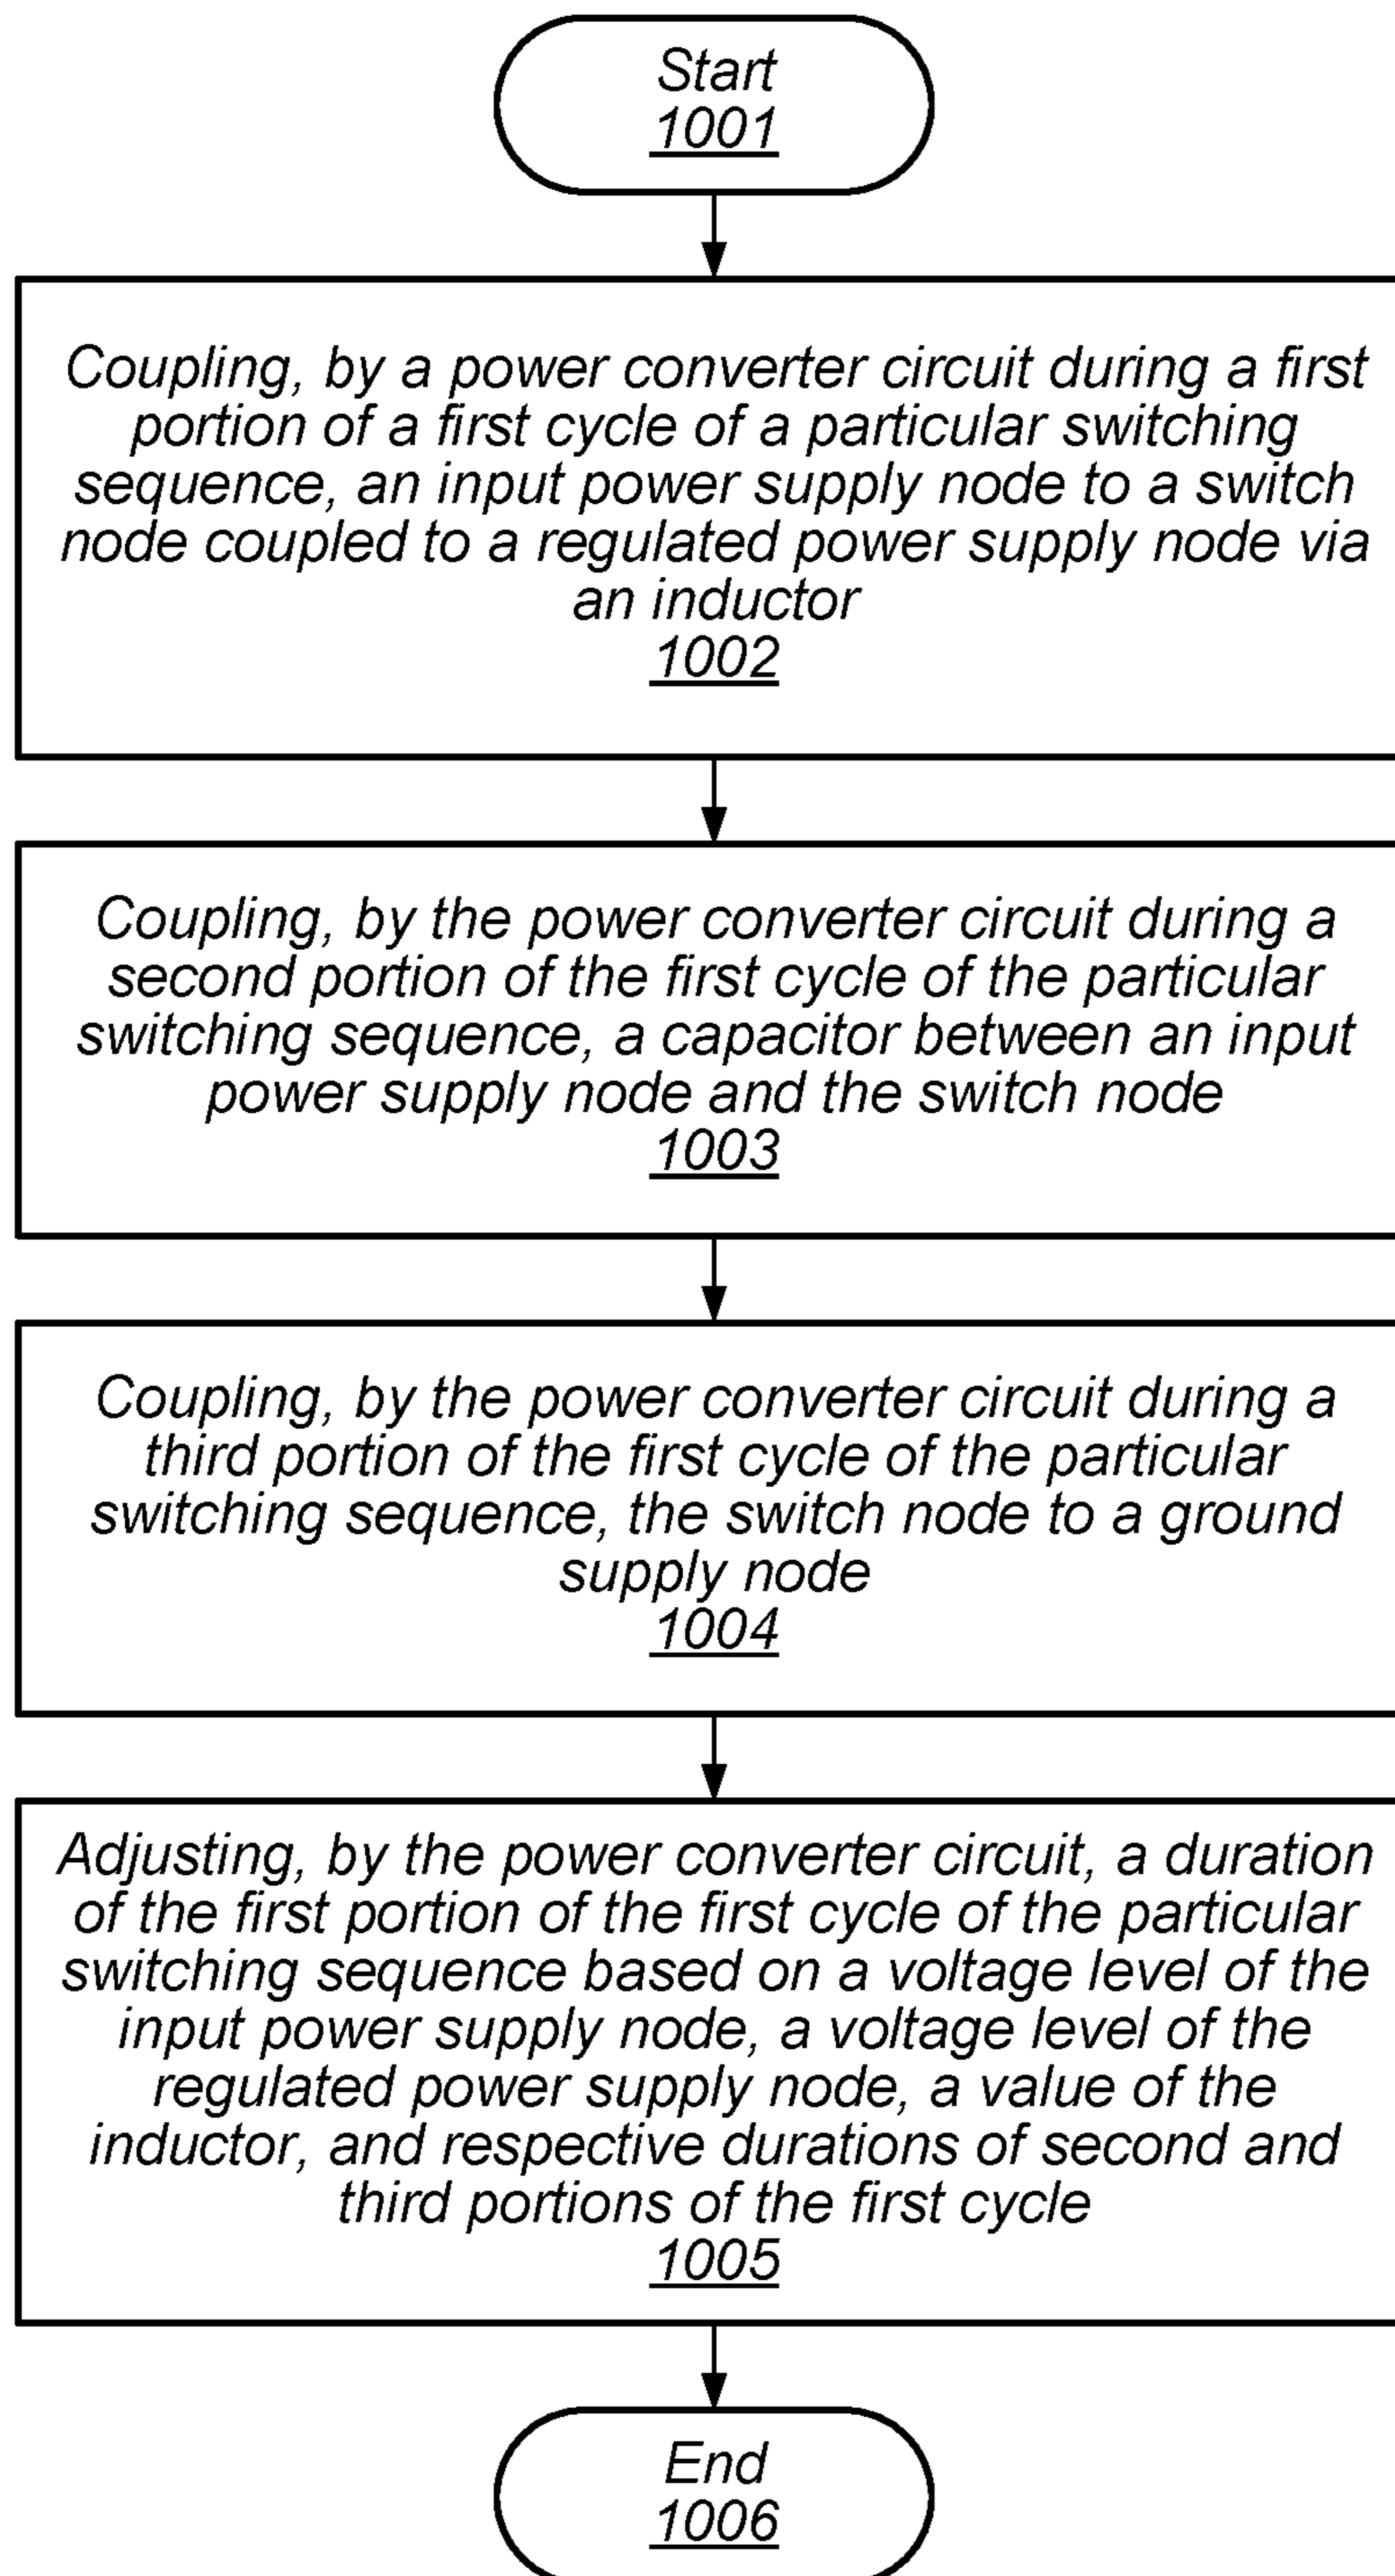 Start
1001
Coupling, by a power converter circuit during a first
portion of a first cycle of a particular switching
sequence, an input power supply node to a switch
node coupled to a regulated power supply node via
an inductor
1002
Coupling, by the power converter circuit during a
second portion of the first cycle of the particular
switching sequence, a capacitor between an input
power supply node and the switch node
1003
Coupling, by the power converter circuit during a
third portion of the first cycle of the particular
switching sequence, the switch node to a ground
supply node
1004
Adjusting, by the power converter circuit, a duration
of the first portion of the first cycle of the particular
switching sequence based on a voltage level of the
input power supply node, a voltage level of the
regulated power supply node, a value of the
inductor, and respective durations of second and
third portions of the first cycle
1005
End
1006